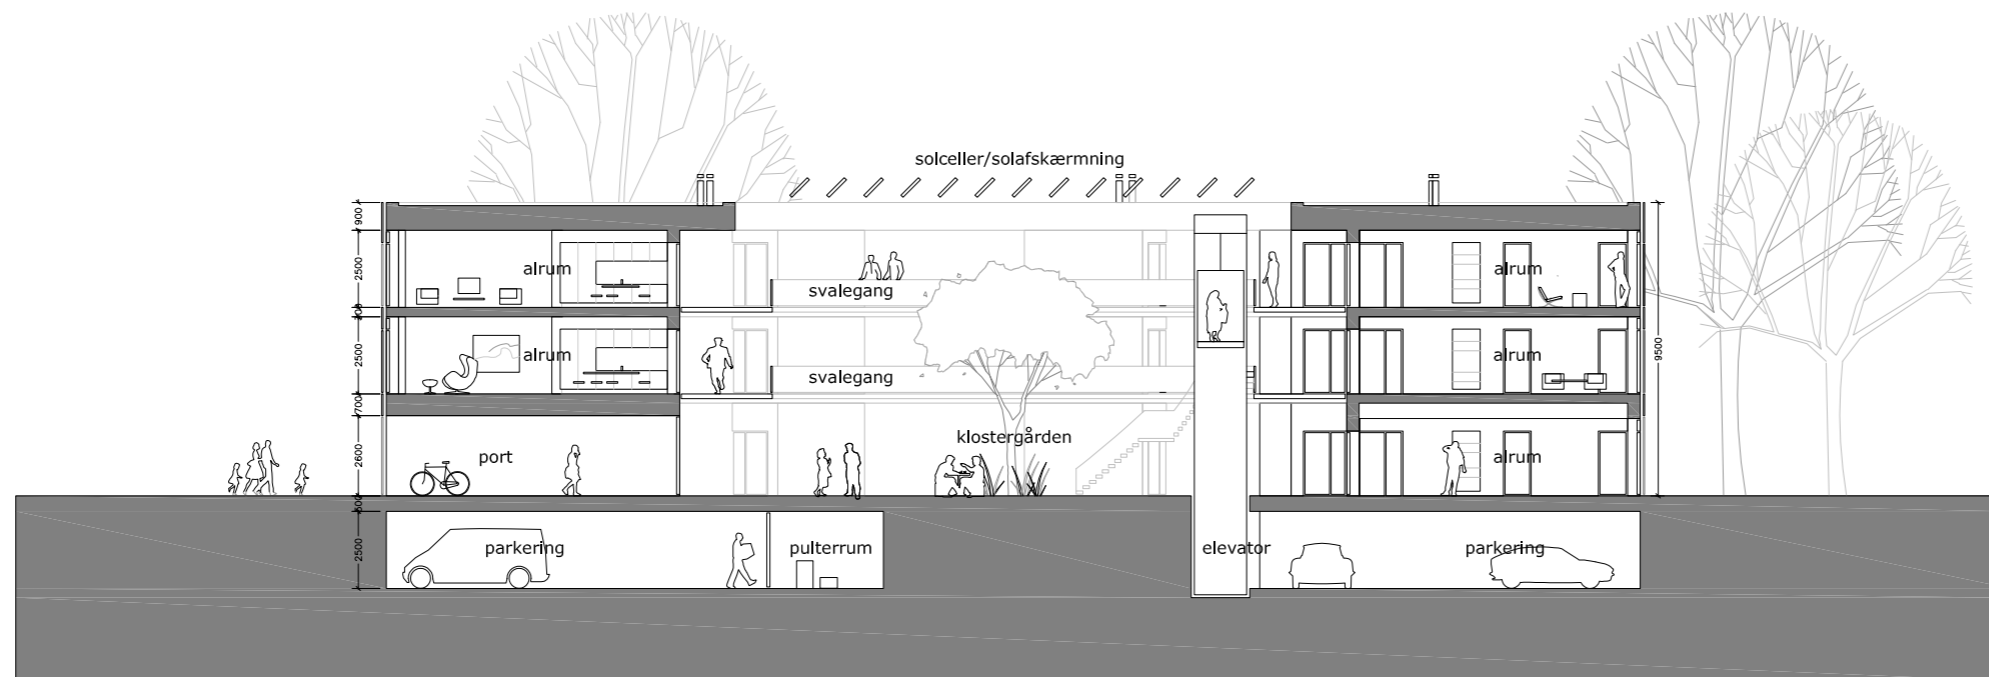 solceller/solafskærmning
900
2500
alrum
svalegang
alrum
2500
alrum
svalegang
alrum
9500
700
klostergården
2600
port
alrum
500
2500
parkering
pulterrum
elevator
parkering